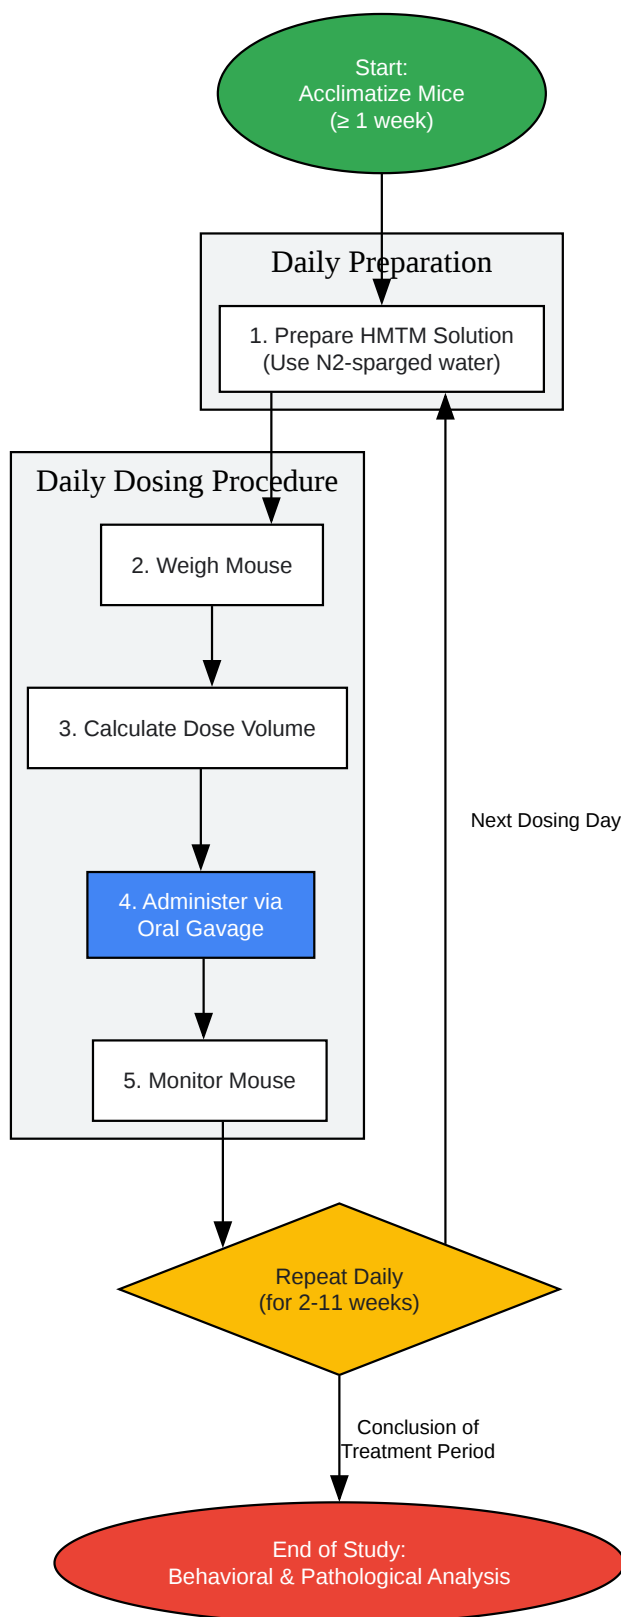 Start:
Acclimatize Mice
(≥ 1 week)
Daily Preparation
1. Prepare HMTM Solution
(Use N2-sparged water)
Daily Dosing Procedure
2. Weigh Mouse
3. Calculate Dose Volume
4. Administer via
Oral Gavage
Next Dosing Day
5. Monitor Mouse
Repeat Daily
(for 2-11 weeks)
Conclusion of
Treatment Period
End of Study:
Behavioral & Pathological Analysis